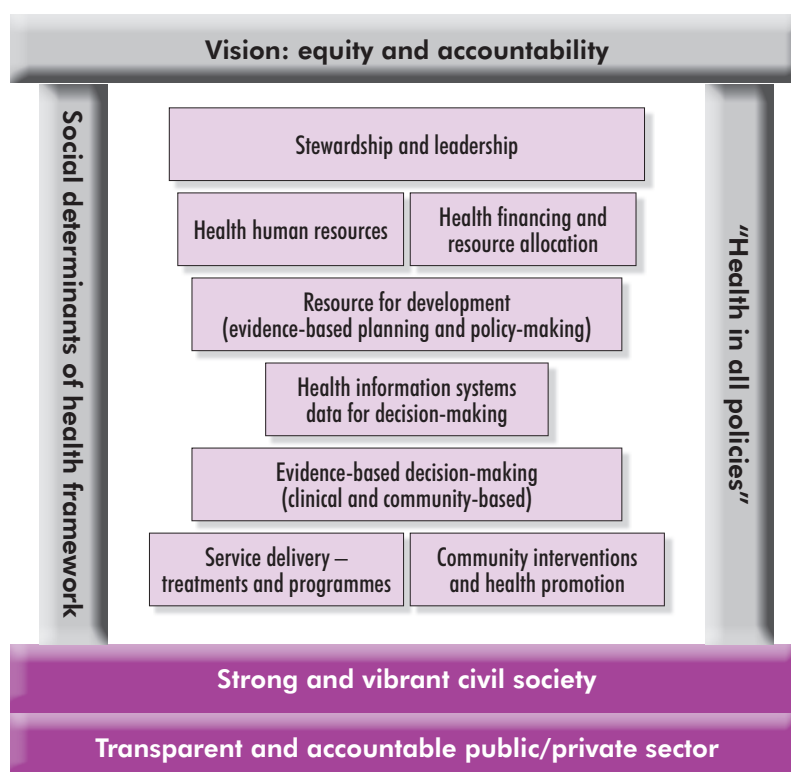 Vision: equity and accountability
Social determinants of health framework
Stewardship and leadership
Health human resources
Health financing and
resource allocation
Resource for development
(evidence-based planning and policy-making)
Health information systems
data for decision-making
Evidence-based decision-making
(clinical and community-based)
Service delivery –
treatments and programmes
Community interventions
and health promotion
“Health in all policies”
Strong and vibrant civil society
Transparent and accountable public/private sector